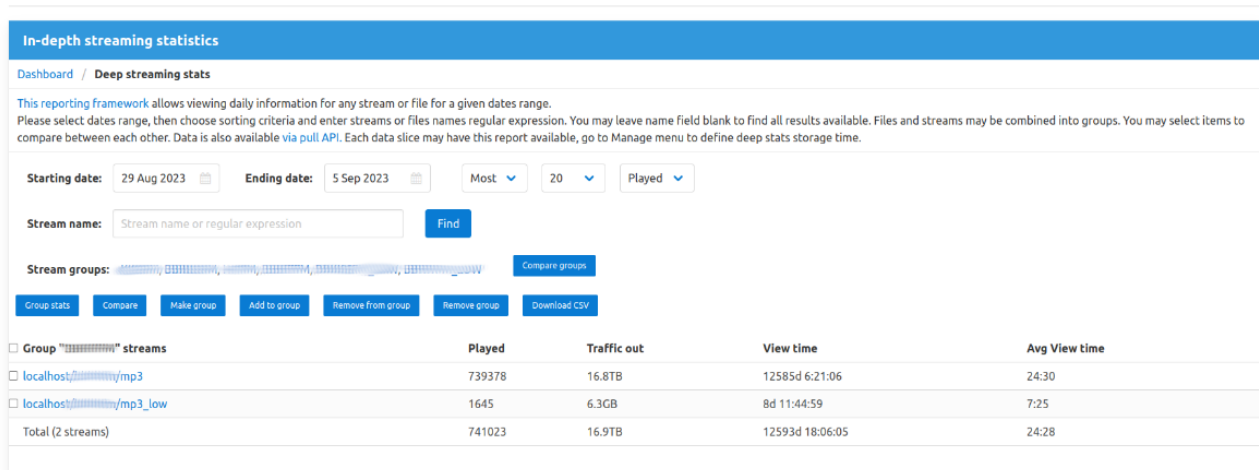 In-depth streaming statistics
Dashboard / Deep streaming stats
This reporting framework allows viewing daily information for any stream or file for a given dates range.
Please select dates range, then choose sorting criteria and enter streams or files names regular expression. You may leave name field blank to find all results available. Files and streams may be combined into groups. You may select items to
compare between each other. Data is also available via pull API. Each data slice may have this report available, go to Manage menu to define deep stats storage time.
Starting date: 29 Aug 2023 Ending date: 5 Sep 2023 Most 20 Played
Stream name: Stream name or regular expression Find
Stream groups: Compare groups
Group stats Compare Make group Add to group Remove from group Remove group Download CSV
Group "" streams Played Traffic out View time Avg View time
localhost/ /mp3 739378 16.8TB 12585d 6:21:06 24:30
localhost/ /mp3_low 1645 6.3GB 8d 11:44:59 7:25
Total (2 streams) 741023 16.9TB 12593d 18:06:05 24:28